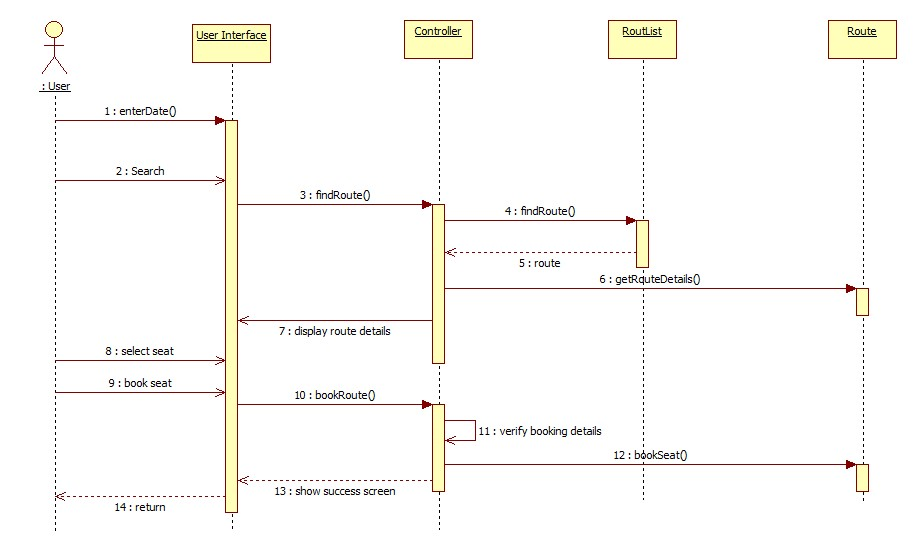 User Interface
Controller
RoutList
Route
: User
1 : enterDate()
2 : Search
3 : findRoute()
4 : findRoute()
5 : route
6 : getRouteDetails()
7 : display route details
8 : select seat
9 : book seat
10 : bookRoute()
11 : verify booking details
12 : bookSeat()
13 : show success screen
14 : return